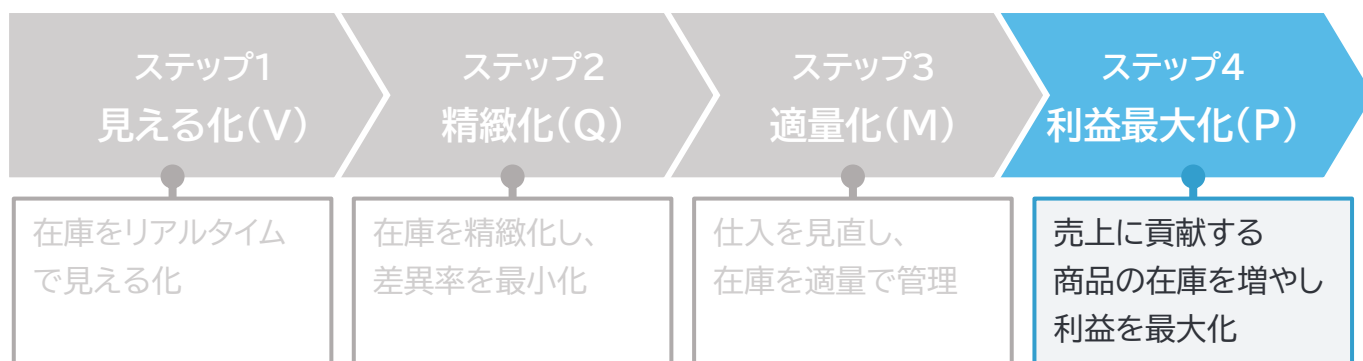 ステップ1
見える化(V)
ステップ2
精緻化(Q)
ステップ3
適量化(M)
ステップ4
利益最大化(P)
在庫をリアルタイム
で見える化
在庫を精緻化し、
差異率を最小化
仕入を見直し、
在庫を適量で管理
売上に貢献する
商品の在庫を増やし
利益を最大化